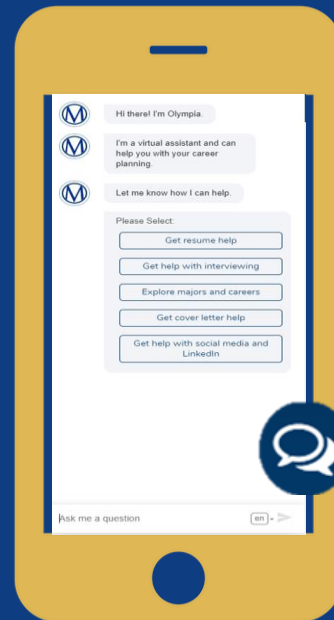 Hi there! I'm Olympia.
I'm a virtual assistant and can
help you with your career
planning.
Let me know how I can help.
Please Select:
Get resume help
Get help with interviewing
Explore majors and careers
Get cover letter help
Get help with social media and
LinkedIn
Ask me a question
en